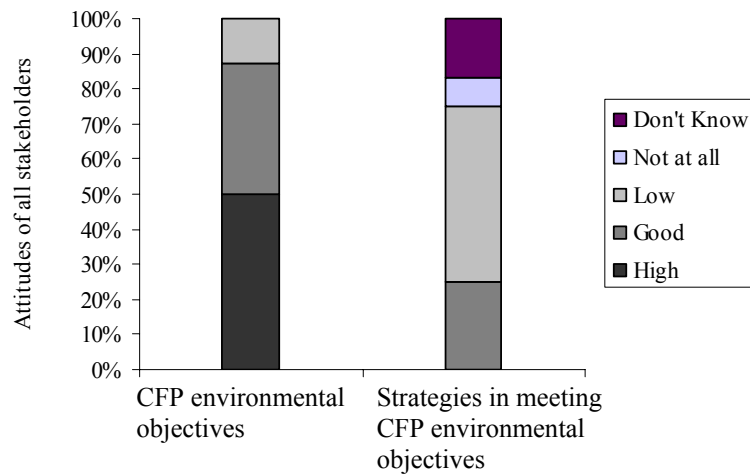 100%
90%
80%
70%
60%
50%
40%
30%
20%
10%
0%
Attitudes of all stakeholders
CFP environmental
objectives
Strategies in meeting
CFP environmental
objectives
Don't Know
Not at all
Low
Good
High